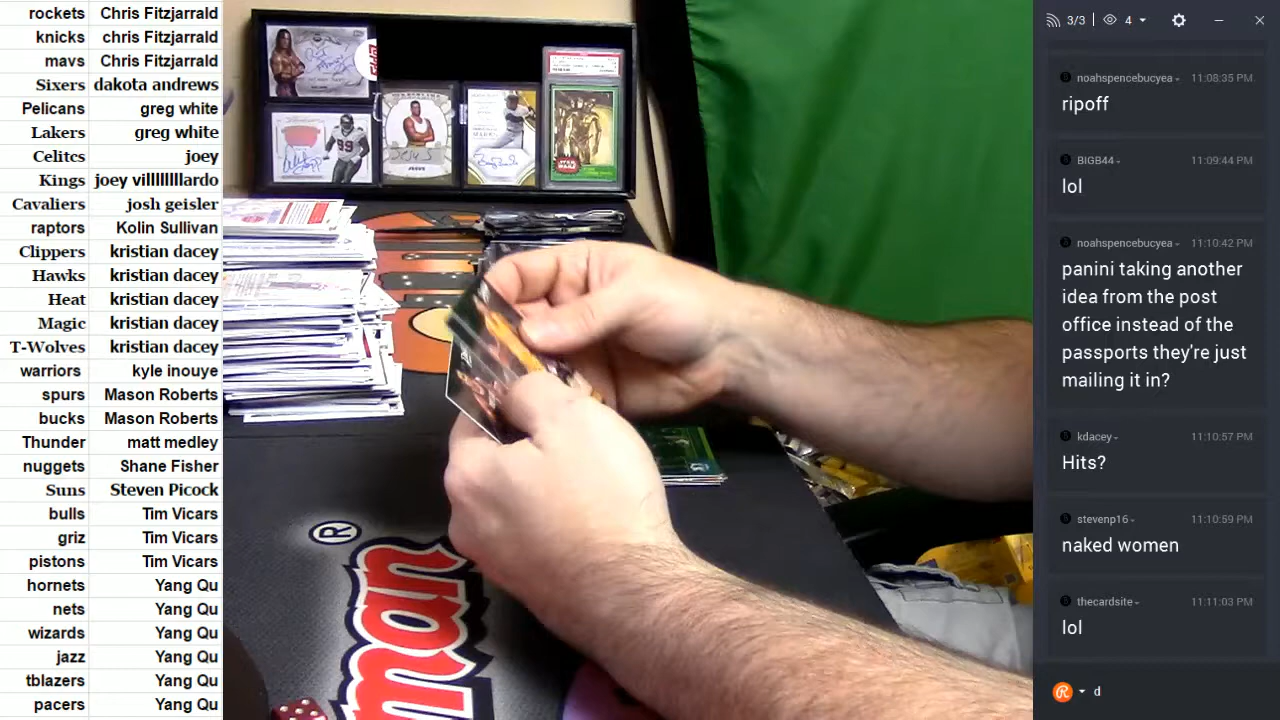 rockets Chris Fitzjarrald
knicks chris Fitzjarrald
mavs Chris Fitzjarrald
Sixers dakota andrews
Pelicans greg white
Lakers greg white
Celitcs joey
Kings joey villlllllllardo
Cavaliers josh geisler
raptors Kolin Sullivan
Clippers kristian dacey
Hawks kristian dacey
Heat kristian dacey
Magic kristian dacey
T-Wolves kristian dacey
warriors kyle inouye
spurs Mason Roberts
bucks Mason Roberts
Thunder matt medley
nuggets Shane Fisher
Suns Steven Picock
bulls Tim Vicars
griz Tim Vicars
pistons Tim Vicars
hornets Yang Qu
nets Yang Qu
wizards Yang Qu
jazz Yang Qu
tblazers Yang Qu
pacers Yang Qu
99
STAR WARS
®
man
3/3 4
noahspencebucyea 11:08:35 PM
ripoff
BIGB44 11:09:44 PM
lol
noahspencebucyea 11:10:42 PM
panini taking another
idea from the post
office instead of the
passports they're just
mailing it in?
kdacey 11:10:57 PM
Hits?
stevenp16 11:10:59 PM
naked women
thecardsite 11:11:03 PM
lol
d